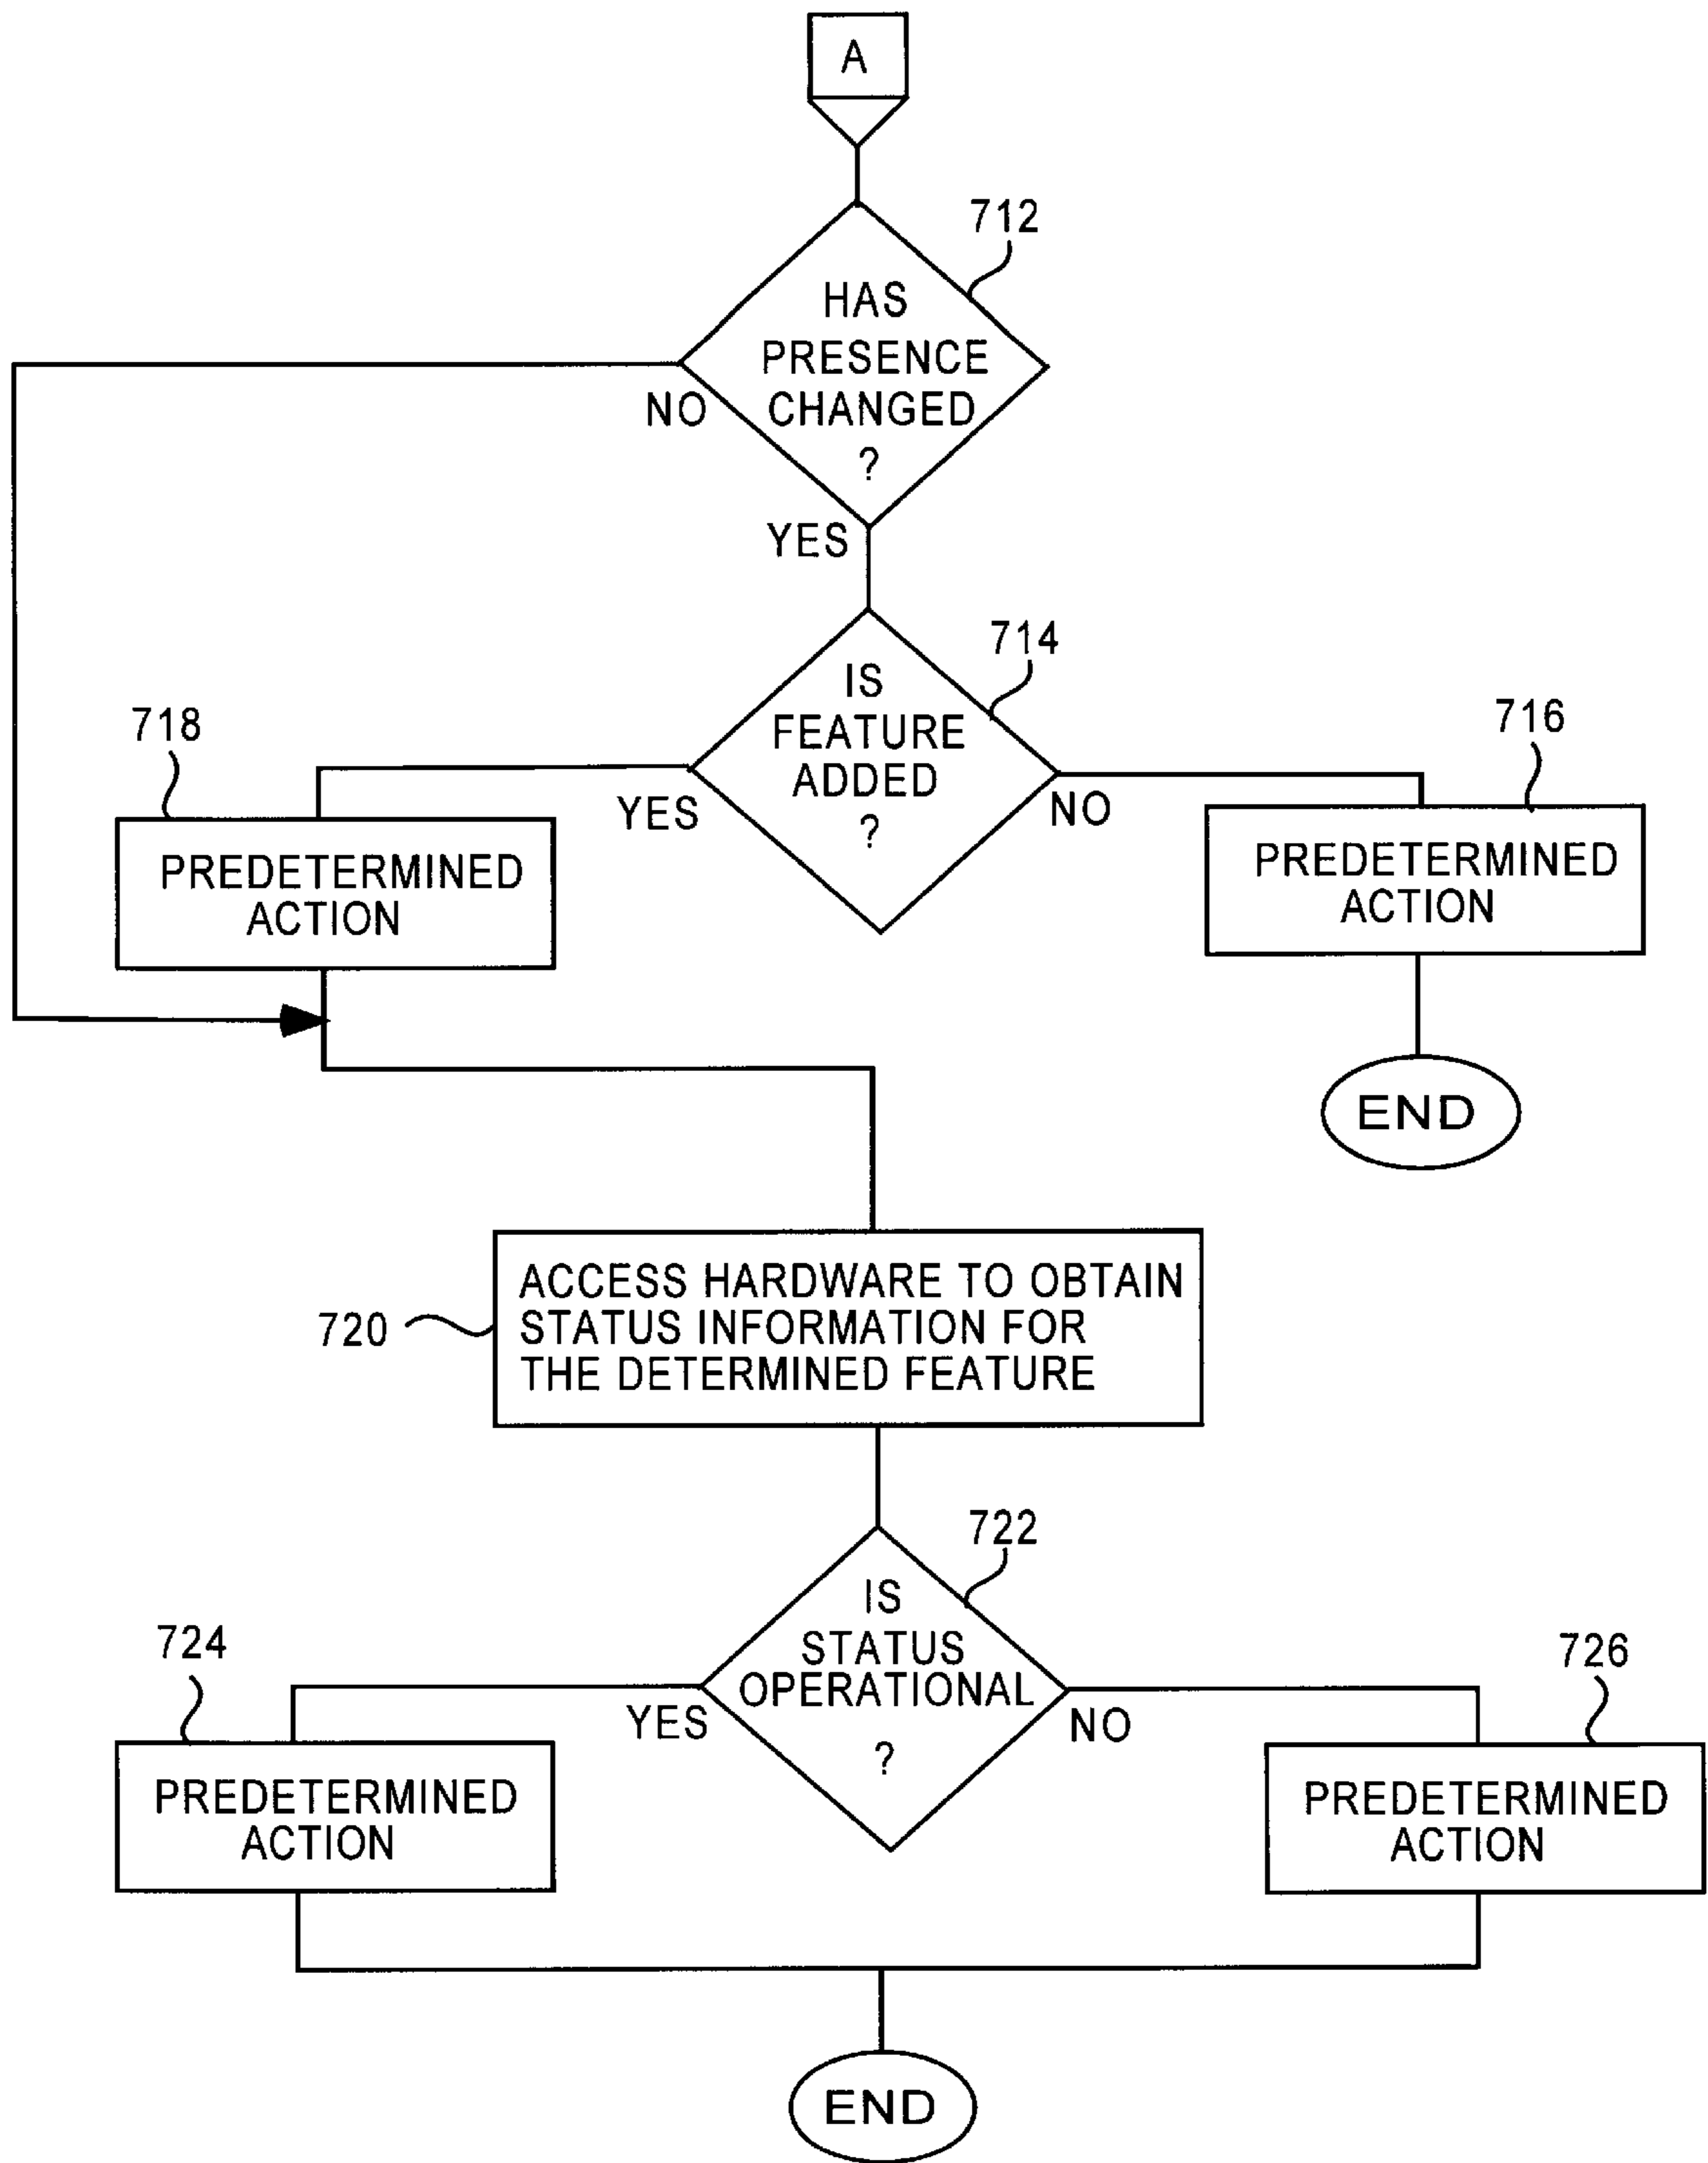 A
712
HAS
PRESENCE
CHANGED
?
NO
YES
714
IS
FEATURE
ADDED
?
YES
NO
718
PREDETERMINED
ACTION
716
PREDETERMINED
ACTION
END
720
ACCESS HARDWARE TO OBTAIN
STATUS INFORMATION FOR
THE DETERMINED FEATURE
722
IS
STATUS
OPERATIONAL
?
YES
NO
724
PREDETERMINED
ACTION
726
PREDETERMINED
ACTION
END